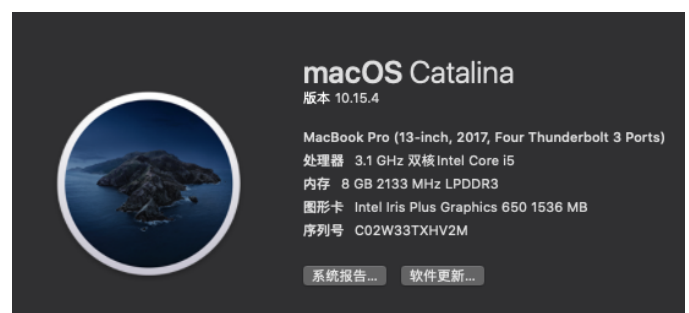 macOS Catalina
版本 10.15.4
MacBook Pro (13-inch, 2017, Four Thunderbolt 3 Ports)
处理器 3.1 GHz 双核Intel Core i5
内存 8 GB 2133 MHz LPDDR3
图形卡 Intel Iris Plus Graphics 650 1536 MB
序列号 C02W33TXHV2M
系统报告... 软件更新...